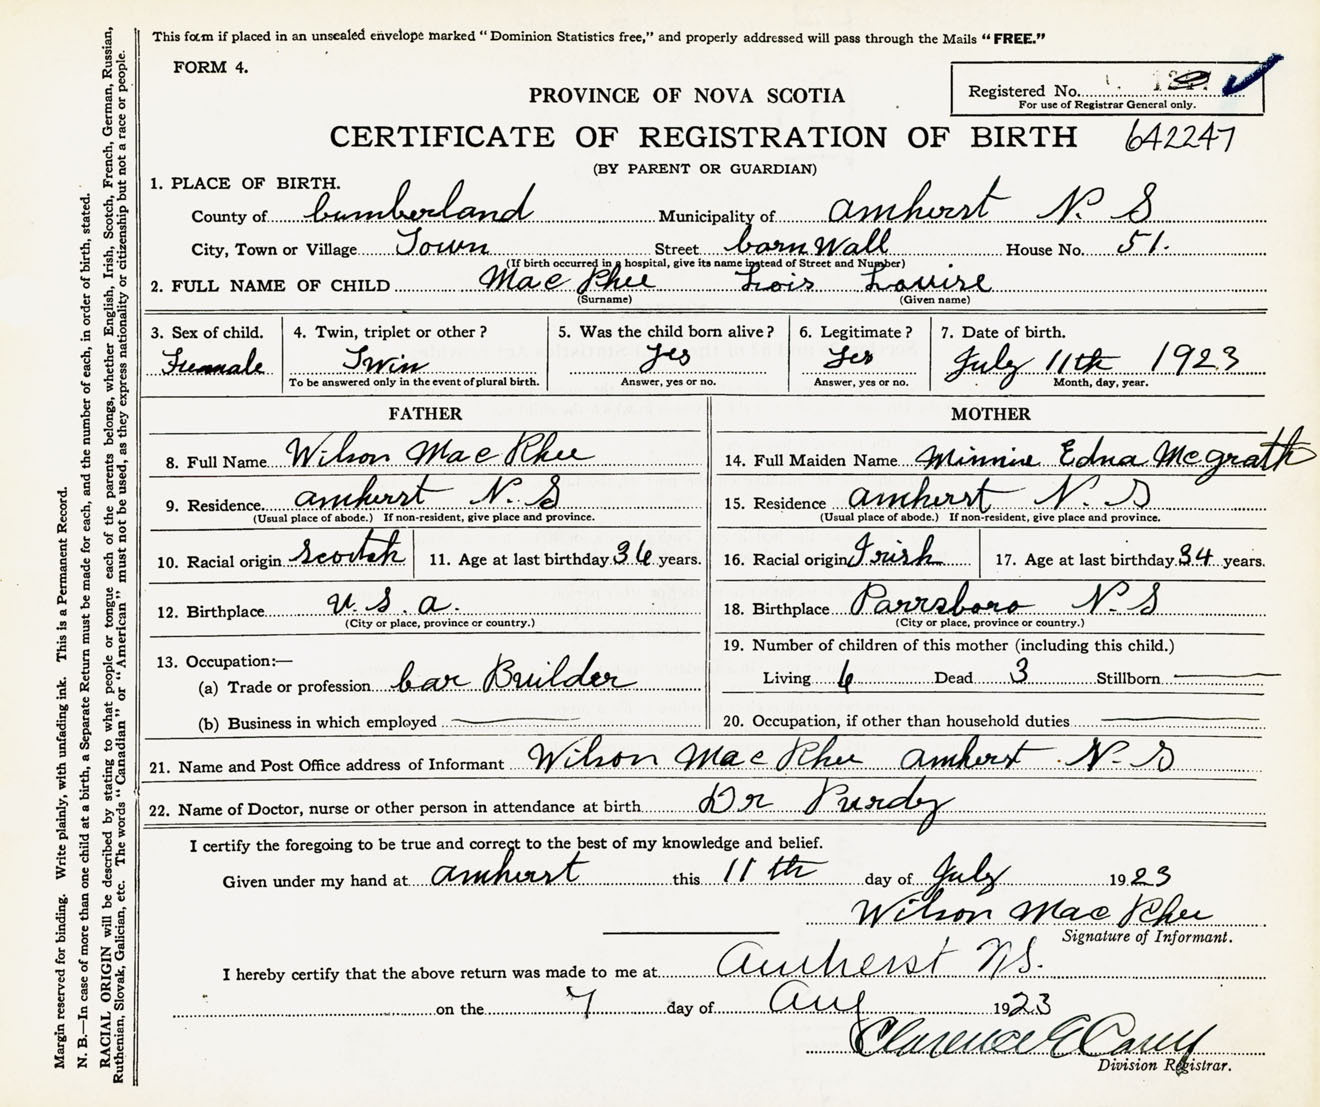 This form if placed in an unsealed envelope marked "Dominion Statistics free," and properly addressed will pass through the Mails "FREE."
FORM 4.
Registered No.
For use of Registrar General only.
PROVINCE OF NOVA SCOTIA
CERTIFICATE OF REGISTRATION OF BIRTH 642247
(BY PARENT OR GUARDIAN)
1. PLACE OF BIRTH.
County of Cumberland Municipality of Amherst N. S
City, Town or Village Town Street CornWall House No. 51.
(If birth occurred in a hospital, give its name instead of Street and Number)
2. FULL NAME OF CHILD Mac Phee Lois Louise
(Surname) (Given name)
3. Sex of child. 4. Twin, triplet or other? 5. Was the child born alive? 6. Legitimate? 7. Date of birth.
Twin Yes Yes July 11th 1923
To be answered only in the event of plural birth. Answer, yes or no. Answer, yes or no. Month, day, year.
FATHER MOTHER
8. Full Name Wilson Mac Phee 14. Full Maiden Name Minnie Edna Mcgrath
9. Residence. Amherst N. S 15. Residence Amherst N. S
(Usual place of abode.) If non-resident, give place and province. (Usual place of abode.) If non-resident, give place and province.
10. Racial origin Scotch 11. Age at last birthday 36 years. 16. Racial origin Irish 17. Age at last birthday 34 years.
12. Birthplace U. S. A. 18. Birthplace Parrsboro N. S
(City or place, province or country.) (City or place, province or country.)
13. Occupation:— 19. Number of children of this mother (including this child.)
(a) Trade or profession Car Builder Living 6 Dead 3 Stillborn
(b) Business in which employed 20. Occupation, if other than household duties
21. Name and Post Office address of Informant Wilson Mac Phee Amherst N. S
22. Name of Doctor, nurse or other person in attendance at birth Dr Purdy
I certify the foregoing to be true and correct to the best of my knowledge and belief.
Given under my hand at Amherst this 11th day of July 1923
Wilson Mac Phee
Signature of Informant.
I hereby certify that the above return was made to me at Amherst NS.
on the 7 day of Aug 1923
Clarence E
Division Registrar.
Margin reserved for binding. Write plainly, with unfading ink. This is a Permanent Record.
N. B.—In case of more than one child at a birth, a Separate Return must be made for each, and the number of each, in order of birth, stated.
RACIAL ORIGIN will be described by stating to what people or tongue each of the parents belongs, whether English, Irish, Scotch, French, German, Russian,
Ruthenian, Slovak, Galician, etc. The words "Canadian" or "American" must not be used, as they express nationality or citizenship but not a race or people.